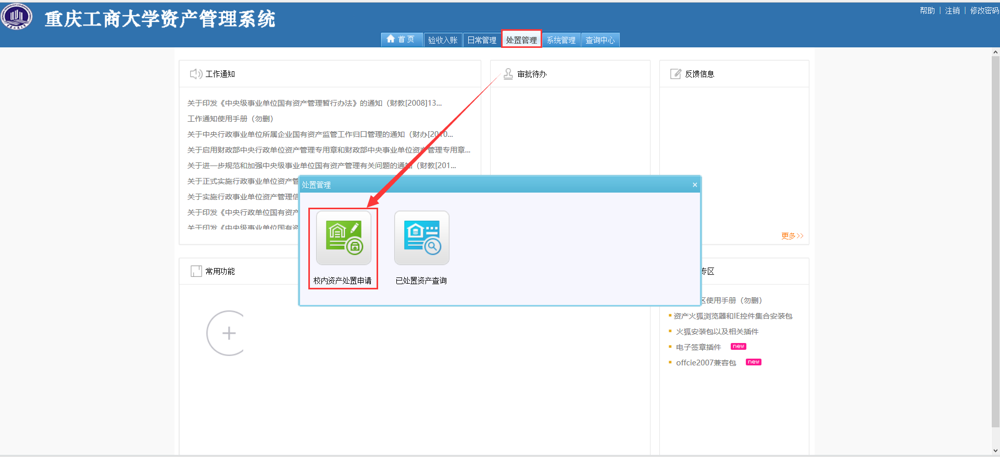 重庆工商大学资产管理系统
帮助 | 注销 | 修改密码
首 页 验收入账 日常管理 处置管理 系统管理 查询中心
工作通知
关于印发《中央级事业单位国有资产管理暂行办法》的通知（财教[2008]13...
工作通知使用手册（勿删）
关于中央行政事业单位所属企业国有资产监管工作归口管理的通知（财办[2010...
关于启用财政部中央行政单位资产管理专用章和财政部中央事业单位资产管理专用章...
关于进一步规范和加强中央级事业单位国有资产管理有关问题的通知（财教[201...
关于正式实施行政事业单位资产管
关于实施行政事业单位资产管理信
关于印发《中央行政单位国有资产
关于印发《中央级事业单位国有资
审批待办
反馈信息
更多>>
处置管理 ×
校内资产处置申请
已处置资产查询
常用功能
专区
区使用手册（勿删）
资产火狐浏览器和IE控件集合安装包
火狐安装包以及相关插件
电子签章插件 new
offcie2007兼容包 new